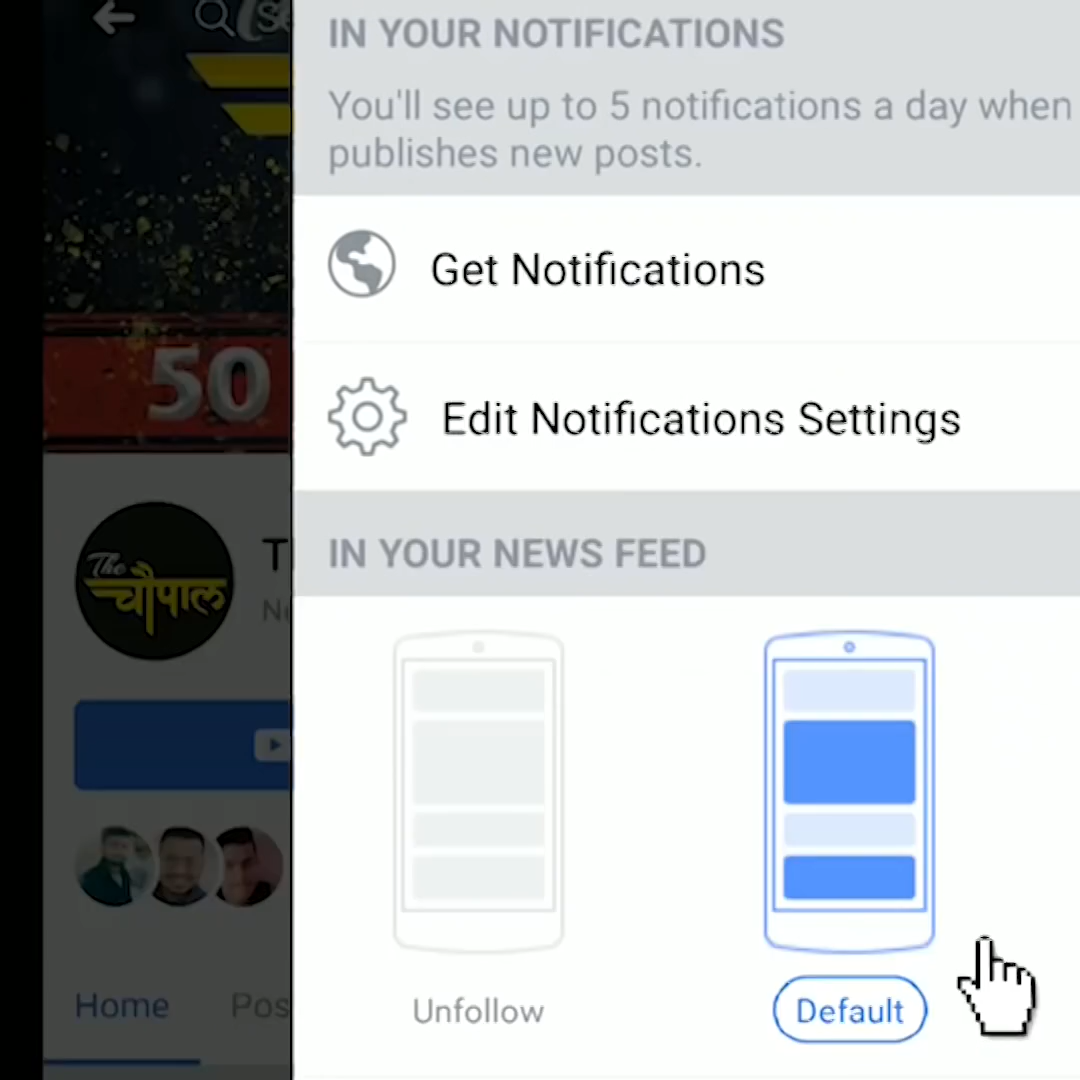 IN YOUR NOTIFICATIONS
You'll see up to 5 notifications a day when
publishes new posts.
Get Notifications
Edit Notifications Settings
50
IN YOUR NEWS FEED
The
चौपाल
Home
Unfollow
Default